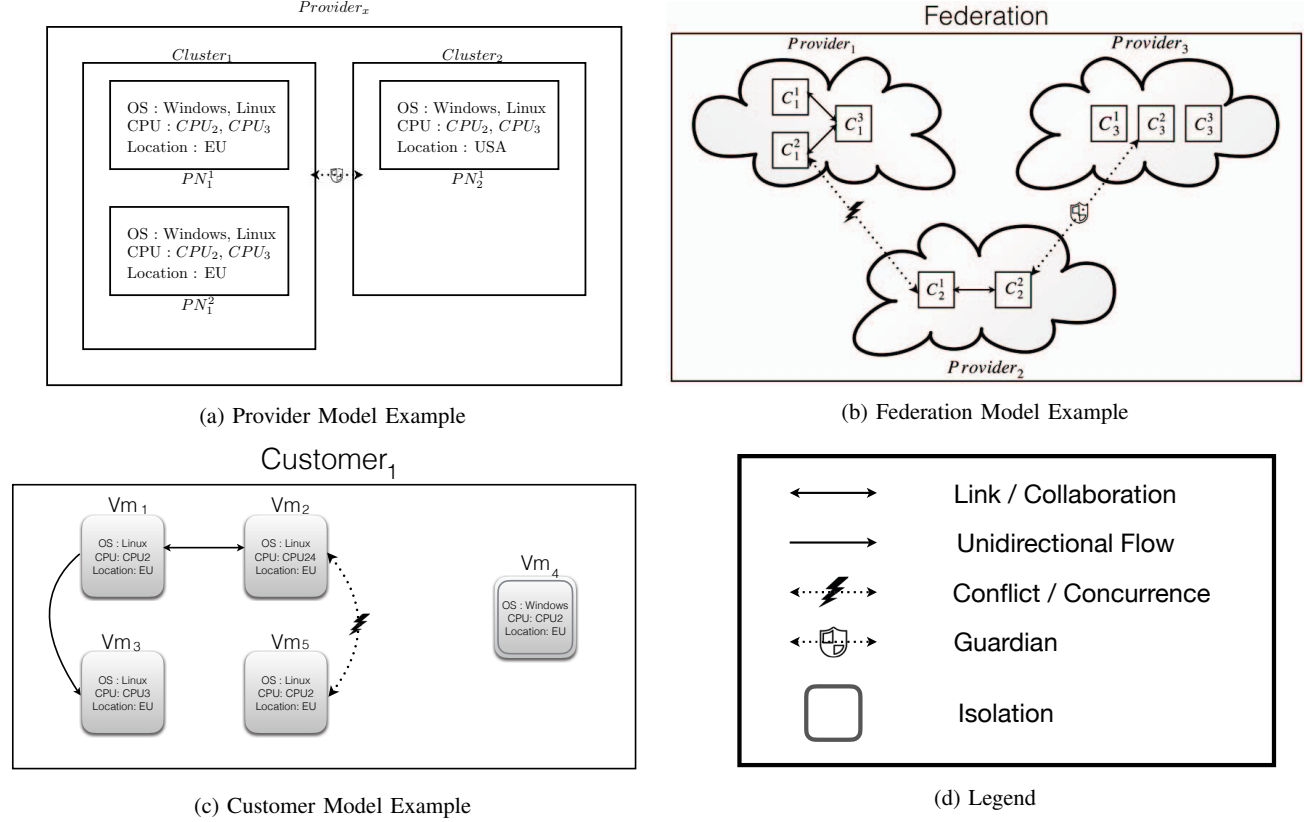 Provider_x
Cluster_1
OS : Windows, Linux
CPU : CPU_2, CPU_3
Location : EU
PN_1^1
OS : Windows, Linux
CPU : CPU_2, CPU_3
Location : EU
PN_1^2
Cluster_2
OS : Windows, Linux
CPU : CPU_2, CPU_3
Location : USA
PN_2^1
(a) Provider Model Example
Federation
Provider_1
C_1^1
C_1^2
C_1^3
Provider_3
C_3^1
C_3^2
C_3^3
C_2^1
C_2^2
Provider_2
(b) Federation Model Example
Customer_1
Vm_1
OS : Linux
CPU: CPU2
Location: EU
Vm_2
OS : Linux
CPU: CPU24
Location: EU
Vm_4
OS : Windows
CPU: CPU2
Location: EU
Vm_3
OS : Linux
CPU: CPU3
Location: EU
Vm_5
OS : Linux
CPU: CPU2
Location: EU
(c) Customer Model Example
Link / Collaboration
Unidirectional Flow
Conflict / Concurrence
Guardian
Isolation
(d) Legend